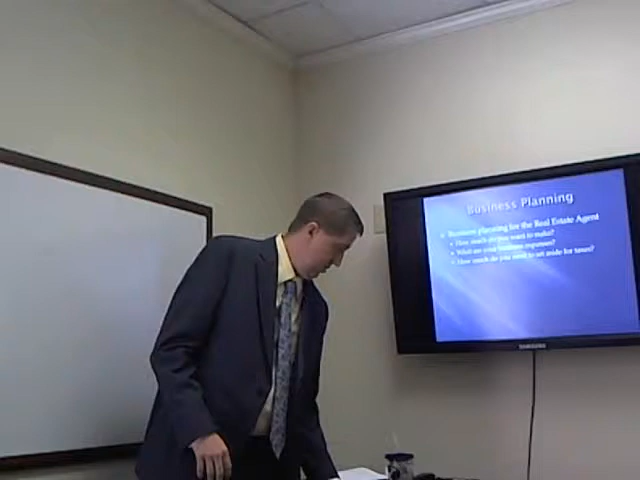 Business Planning
Business planning for the Real Estate Agent
How much do you want to make?
What are your business expenses?
How much do you need to set aside for taxes?
SAMSUNG